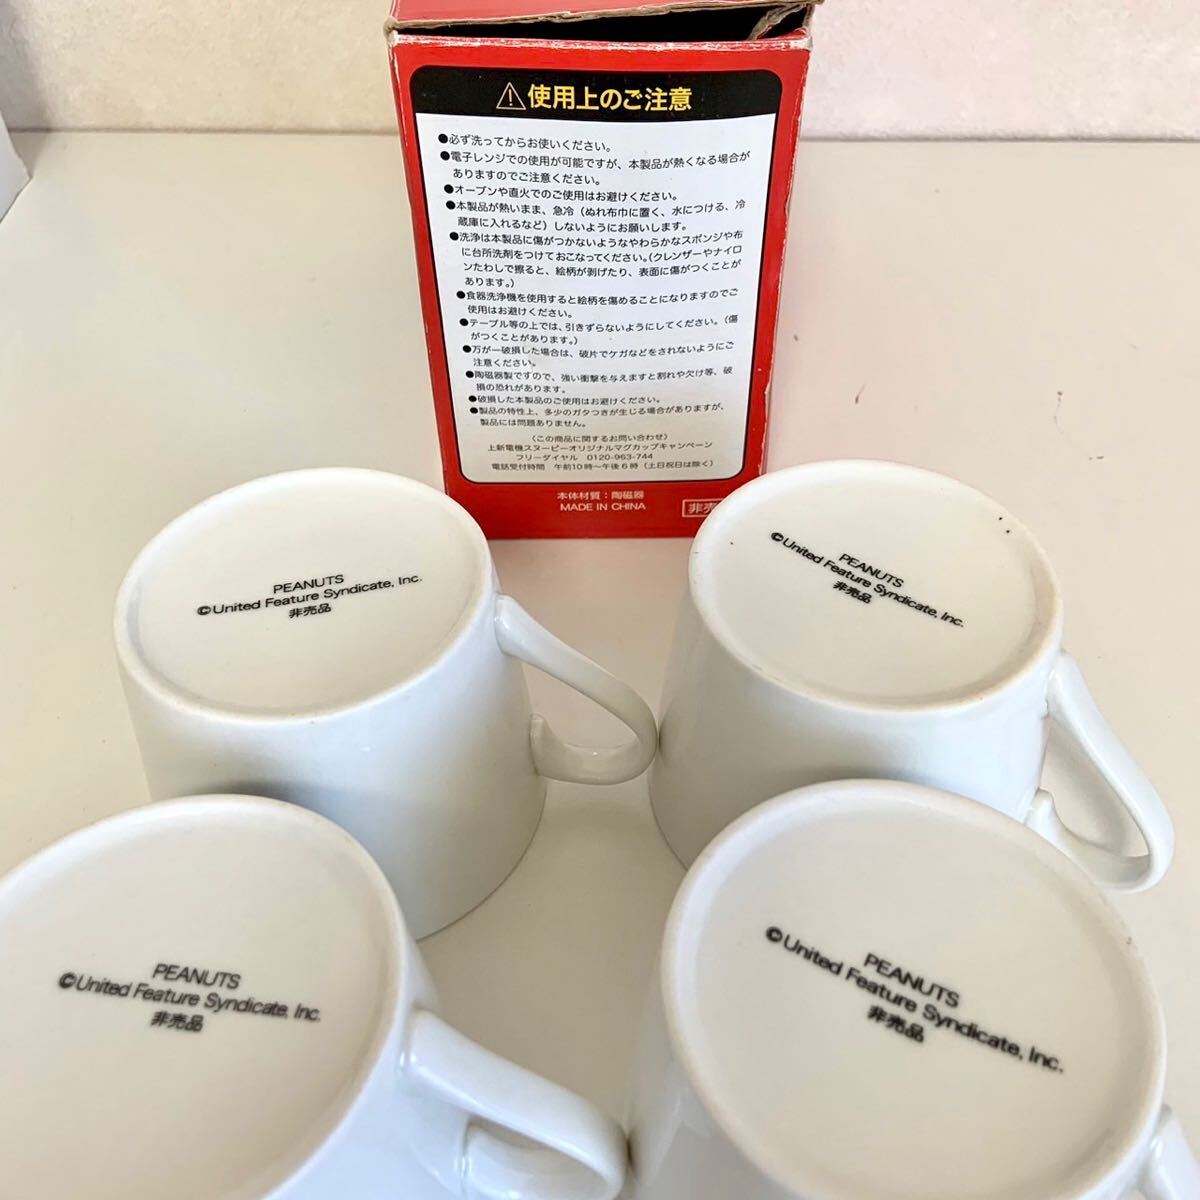 ⚠使用上のご注意
●必ず洗ってからお使いください。
●電子レンジでの使用が可能ですが、本製品が熱くなる場合が
ありますのでご注意ください。
●オーブンや直火でのご使用はお避けください。
●本製品が熱いまま、急冷（ぬれ布巾に置く、水につける、冷
蔵庫に入れるなど）しないようにお願いします。
●洗浄は本製品に傷がつかないようなやわらかなスポンジや布
に台所洗剤をつけておこなってください。（クレンザーやナイロ
ンたわしで擦ると、絵柄が剥げたり、表面に傷がつくことが
あります。）
●食器洗浄機を使用すると絵柄を傷めることになりますのでご
使用はお避けください。
●テーブル等の上では、引きずらないようにしてください。（傷
がつくことがあります。）
●万が一破損した場合は、破片でケガなどをされないようにご
注意ください。
●陶磁器製ですので、強い衝撃を与えますと割れや欠け等、破
損の恐れがあります。
●破損した本製品のご使用はお避けください。
●製品の特性上、多少のガタつきが生じる場合がありますが、
製品には問題ありません。
〈この商品に関するお問い合わせ〉
上新電機スヌーピーオリジナルマグカップキャンペーン
フリーダイヤル 0120-963-744
電話受付時間 午前10時〜午後6時（土日祝日は除く）
本体材質：陶磁器
MADE IN CHINA
非売
PEANUTS
©United Feature Syndicate, Inc.
非売品
PEANUTS
©United Feature Syndicate, Inc.
非売品
PEANUTS
©United Feature Syndicate, Inc.
非売品
PEANUTS
©United Feature Syndicate, Inc.
非売品